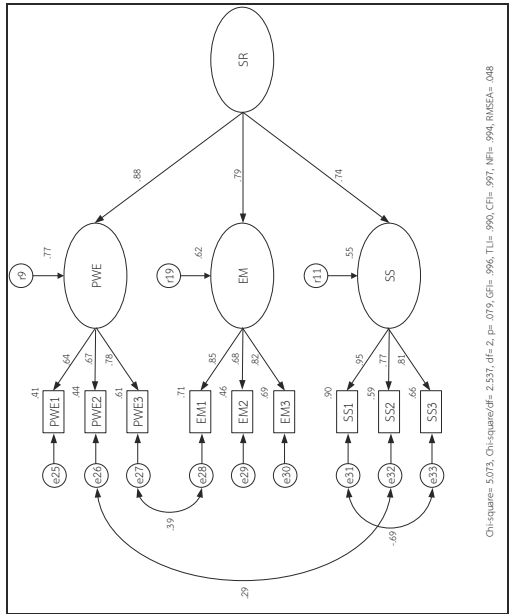 r9
.41
.77
e25 PWE1
.64
.44
.67
e26 PWE2 PWE
.78
.61
e27 PWE3 .88
.39
r19
.71
.62
e28 EM1
.85
.46
.68 .79
.29 e29 EM2 EM SR
.82
.69
e30 EM3
r11
.90
.74
.55
e31 SS1
.95
.59
.77
e32 SS2 SS
-.69
.81
.66
e33 SS3
Chi-square= 5.073, Chi-square/df= 2.537, df= 2, p= .079, GFI= .996, TLI= .990, CFI= .997, NFI= .994, RMSEA= .048